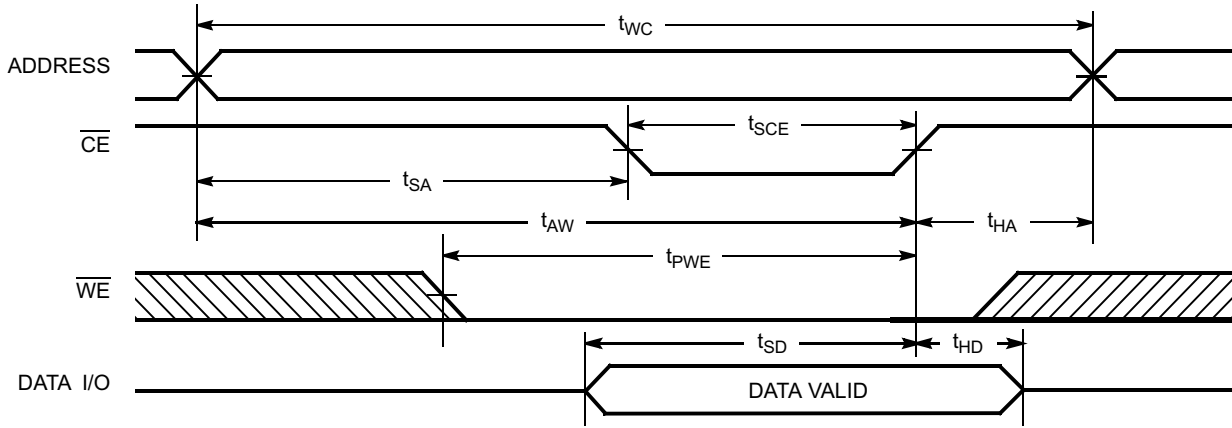 tWC
ADDRESS
CE
tSCE
tSA
tAW
tHA
tPWE
WE
tSD
tHD
DATA I/O
DATA VALID